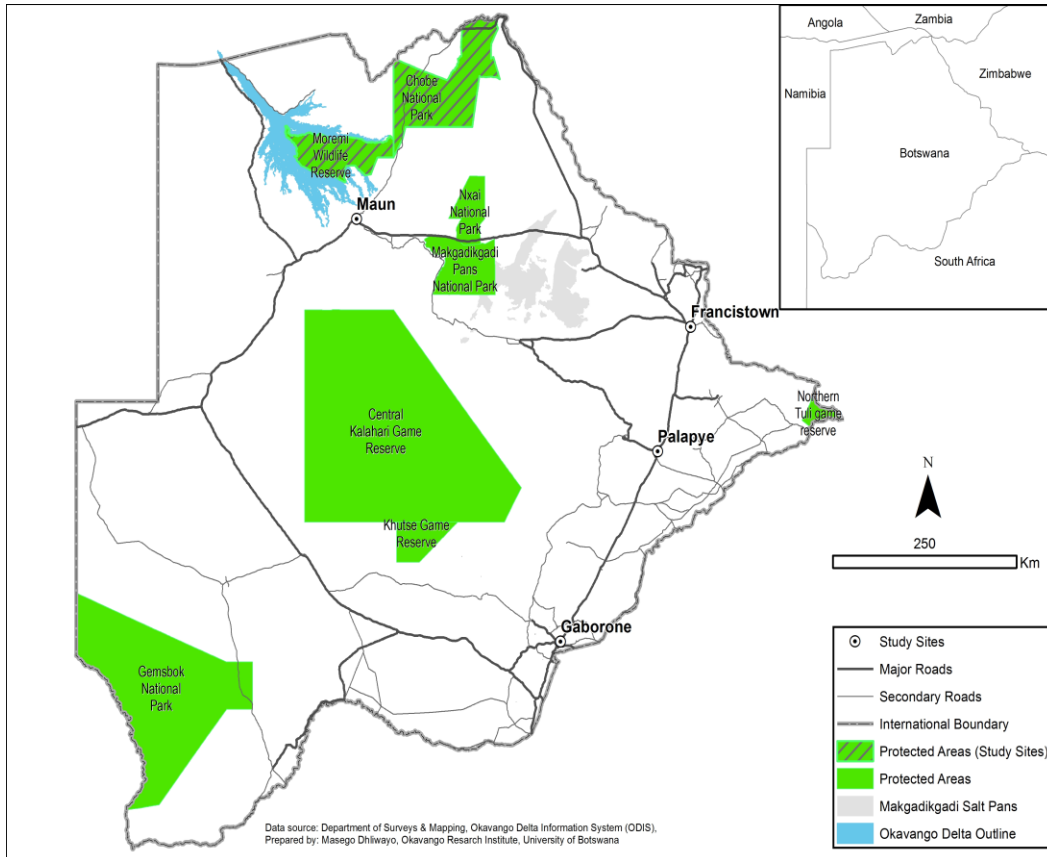 Angola
Zambia
Namibia
Zimbabwe
Botswana
South Africa
Chobe
National
Park
Moremi
Wildlife
Reserve
Maun
Nxai
National
Park
Makgadikgadi
Pans
National Park
Francistown
Central
Kalahari Game
Reserve
Northern
Tuli game
reserve
Palapye
Khutse Game
Reserve
N
250
Km
Gaborone
Gemsbok
National
Park
Study Sites
Major Roads
Secondary Roads
International Boundary
Protected Areas (Study Sites)
Protected Areas
Makgadikgadi Salt Pans
Okavango Delta Outline
Data source: Department of Surveys & Mapping, Okavango Delta Information System (ODIS),
Prepared by: Masego Dhliwayo, Okavango Resarch Institute, University of Botswana